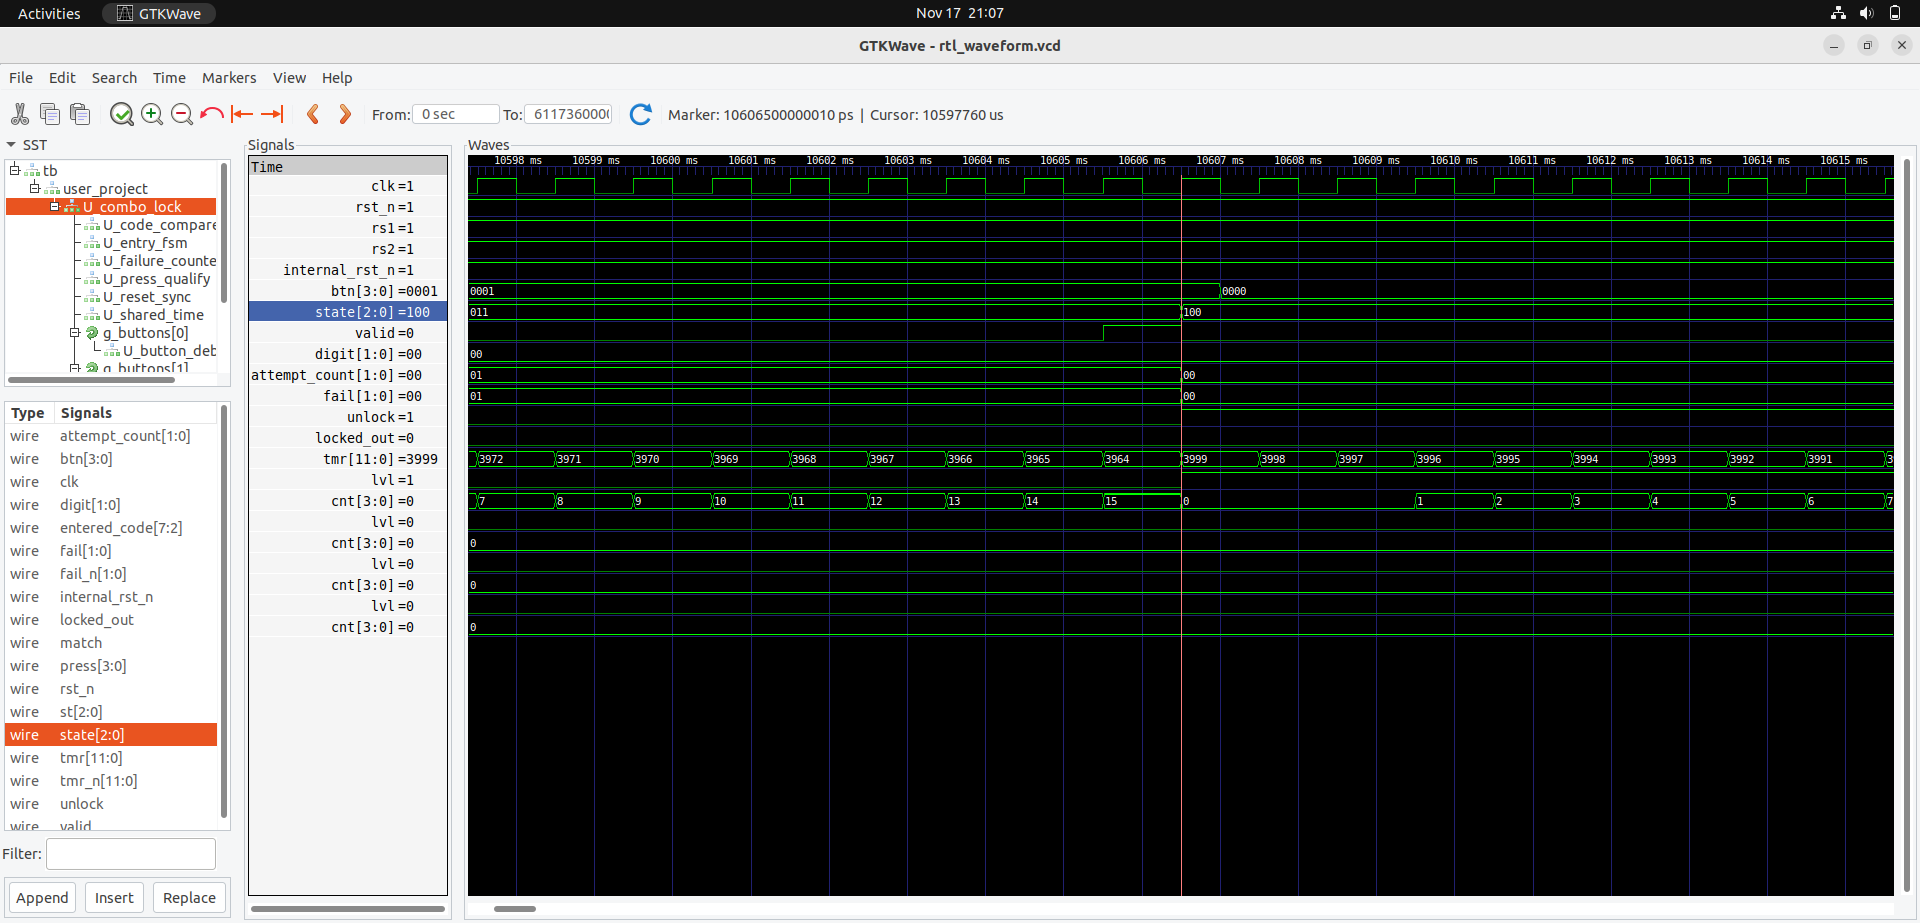 Activities GTKWave Nov 17 21:07
GTKWave - rtl_waveform.vcd
File Edit Search Time Markers View Help
From: 0 sec To: 611736000 Marker: 10606500000010 ps | Cursor: 10597760 us
SST
tb
user_project
U_combo_lock
U_code_compare
U_entry_fsm
U_failure_counte
U_press_qualify
U_reset_sync
U_shared_time
g_buttons[0]
U_button_deb
g_buttons[1]
Type Signals
wire attempt_count[1:0]
wire btn[3:0]
wire clk
wire digit[1:0]
wire entered_code[7:2]
wire fail[1:0]
wire fail_n[1:0]
wire internal_rst_n
wire locked_out
wire match
wire press[3:0]
wire rst_n
wire st[2:0]
wire state[2:0]
wire tmr[11:0]
wire tmr_n[11:0]
wire unlock
wire valid
Filter:
Append Insert Replace
Signals
Time
clk=1
rst_n=1
rs1=1
rs2=1
internal_rst_n=1
btn[3:0]=0001
state[2:0]=100
valid=0
digit[1:0]=00
attempt_count[1:0]=00
fail[1:0]=00
unlock=1
locked_out=0
tmr[11:0]=3999
lvl=1
cnt[3:0]=0
lvl=0
cnt[3:0]=0
lvl=0
cnt[3:0]=0
lvl=0
cnt[3:0]=0
Waves
10598 ms 10599 ms 10600 ms 10601 ms 10602 ms 10603 ms 10604 ms 10605 ms 10606 ms 10607 ms 10608 ms 10609 ms 10610 ms 10611 ms 10612 ms 10613 ms 10614 ms 10615 ms
0001 0000
011 100
00
01 00
01 00
3972 3971 3970 3969 3968 3967 3966 3965 3964 3999 3998 3997 3996 3995 3994 3993 3992 3991 3
7 8 9 10 11 12 13 14 15 0 1 2 3 4 5 6 7
0
0
0